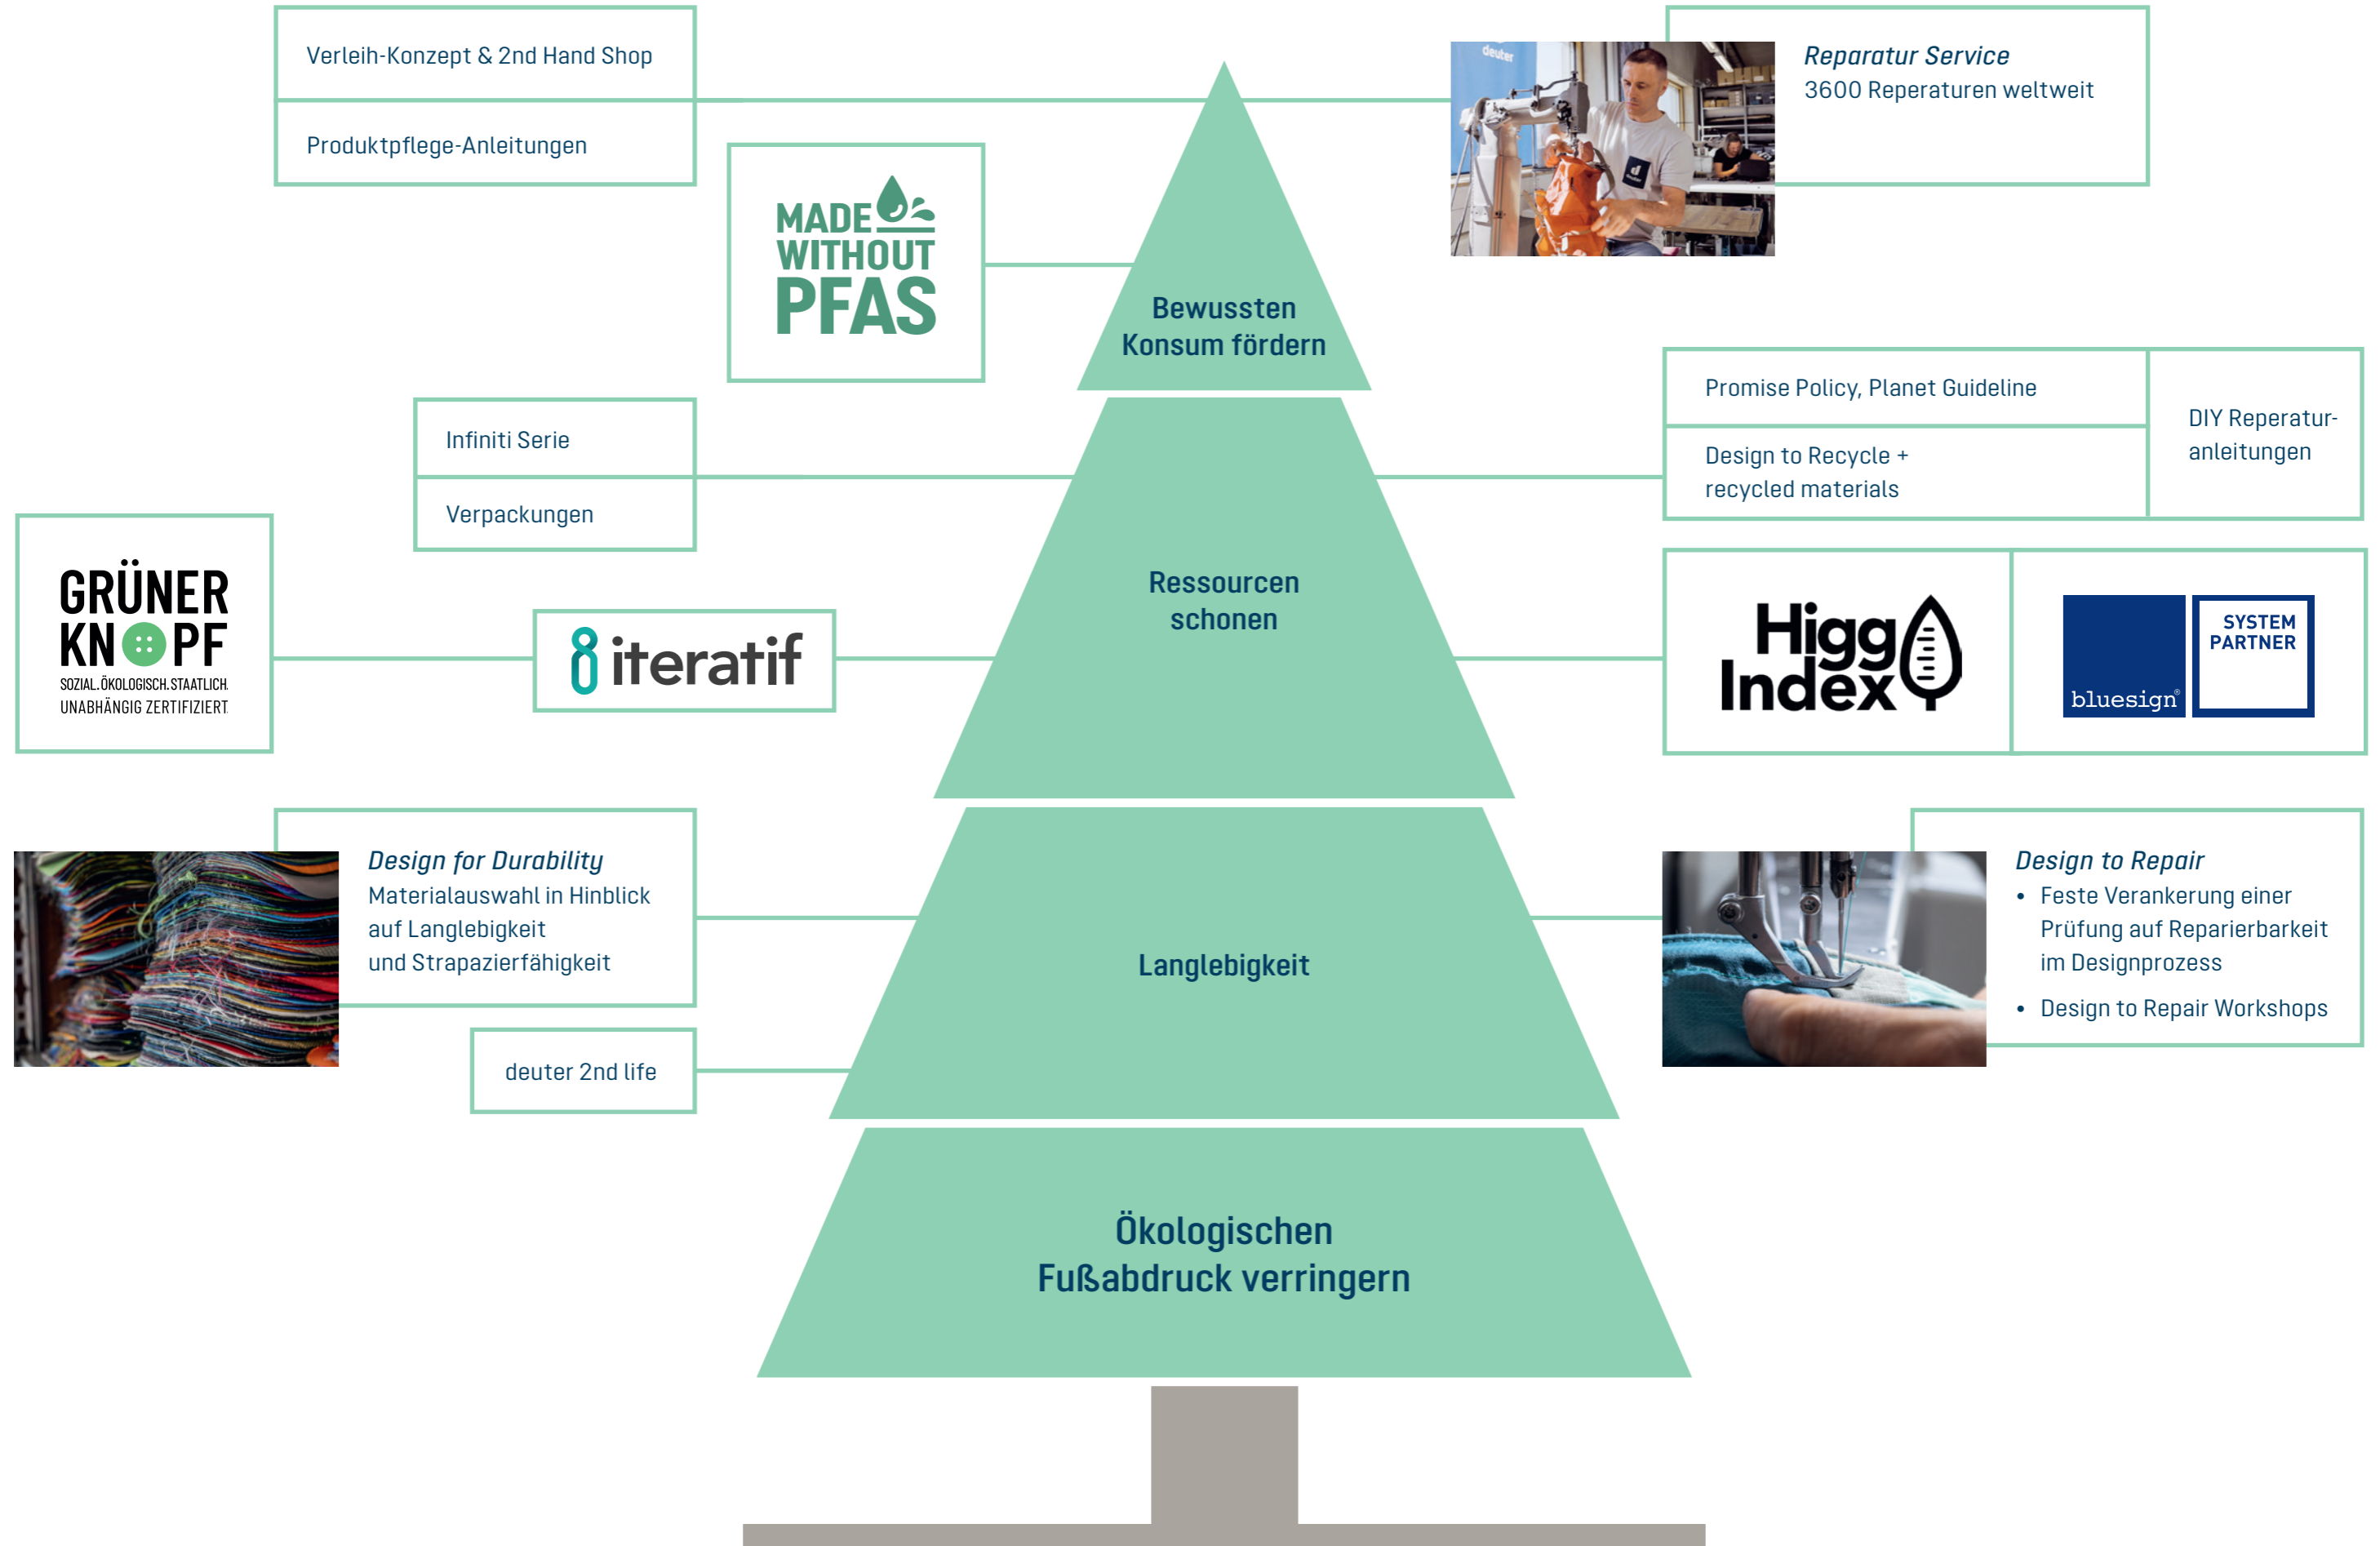 Verleih-Konzept & 2nd Hand Shop
Produktpflege-Anleitungen
deuter
deuter
Reparatur Service
3600 Reperaturen weltweit
MADE
WITHOUT
PFAS
Bewussten
Konsum fördern
Infiniti Serie
Verpackungen
Promise Policy, Planet Guideline
Design to Recycle +
recycled materials
DIY Reperatur-
anleitungen
GRÜNER
KNOPF
SOZIAL. ÖKOLOGISCH. STAATLICH.
UNABHÄNGIG ZERTIFIZIERT
iteratif
Ressourcen
schonen
Higg
Index
bluesign®
SYSTEM
PARTNER
Design for Durability
Materialauswahl in Hinblick
auf Langlebigkeit
und Strapazierfähigkeit
deuter 2nd life
Langlebigkeit
Design to Repair
• Feste Verankerung einer
Prüfung auf Reparierbarkeit
im Designprozess
• Design to Repair Workshops
Ökologischen
Fußabdruck verringern